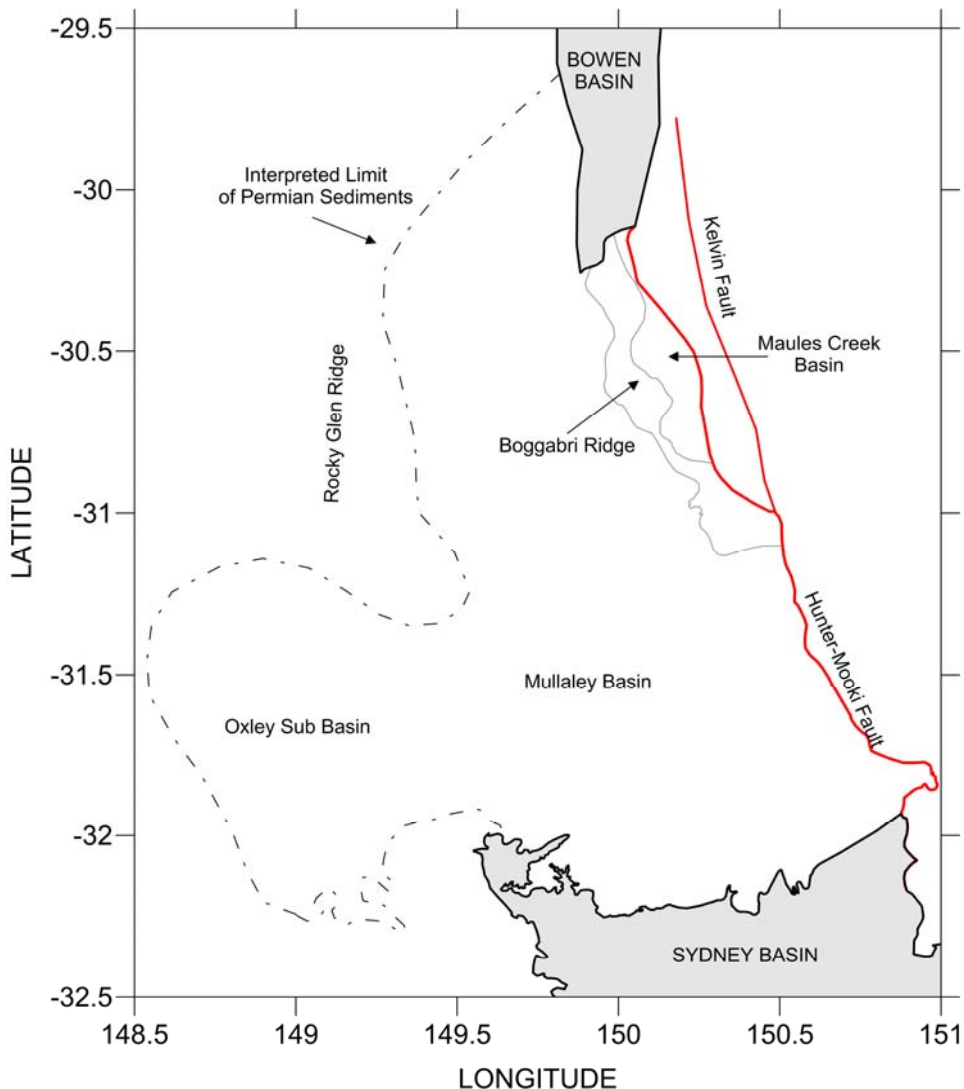 -29.5
BOWEN
BASIN
Interpreted Limit
of Permian Sediments
-30
Kelvin Fault
-30.5
Maules Creek
Basin
Rocky Glen Ridge
Boggabri Ridge
LATITUDE
-31
Hunter-Mooki Fault
-31.5
Mullaley Basin
Oxley Sub Basin
-32
SYDNEY BASIN
-32.5
148.5 149 149.5 150 150.5 151
LONGITUDE